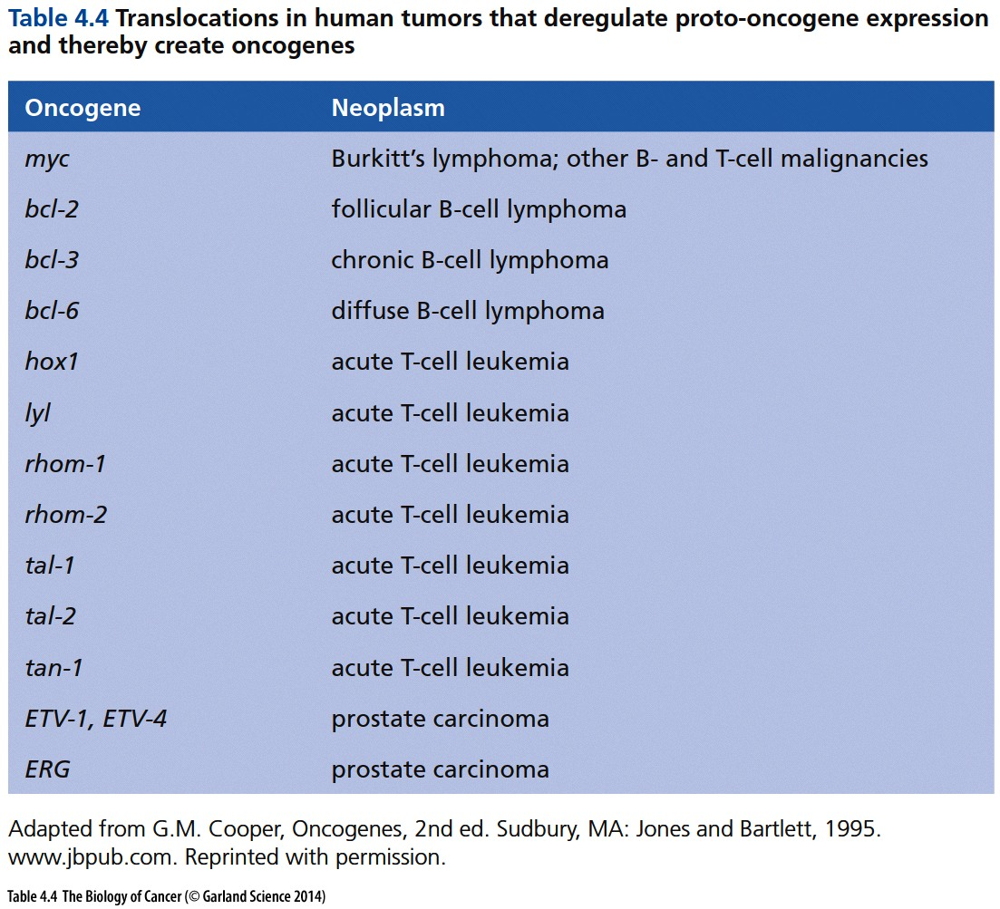 Table 4.4 Translocations in human tumors that deregulate proto-oncogene expression
and thereby create oncogenes
Oncogene Neoplasm
myc Burkitt’s lymphoma; other B- and T-cell malignancies
bcl-2 follicular B-cell lymphoma
bcl-3 chronic B-cell lymphoma
bcl-6 diffuse B-cell lymphoma
hox1 acute T-cell leukemia
lyl acute T-cell leukemia
rhom-1 acute T-cell leukemia
rhom-2 acute T-cell leukemia
tal-1 acute T-cell leukemia
tal-2 acute T-cell leukemia
tan-1 acute T-cell leukemia
ETV-1, ETV-4 prostate carcinoma
ERG prostate carcinoma
Adapted from G.M. Cooper, Oncogenes, 2nd ed. Sudbury, MA: Jones and Bartlett, 1995.
www.jbpub.com. Reprinted with permission.
Table 4.4 The Biology of Cancer (© Garland Science 2014)